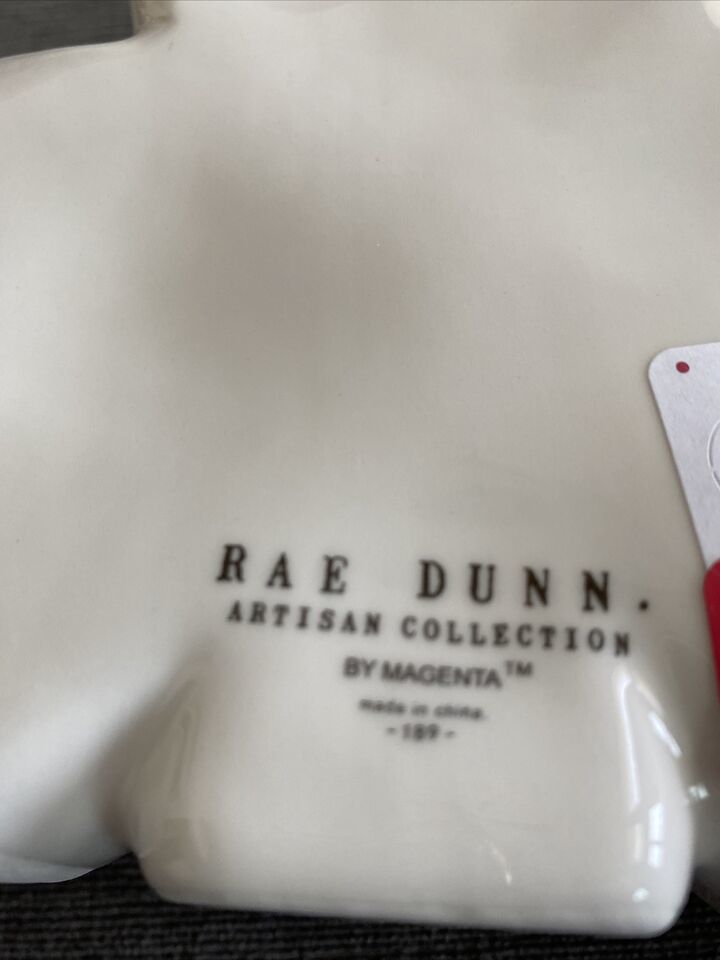 RAE DUNN.
ARTISAN COLLECTION
BY MAGENTA™
made in china.
-189-